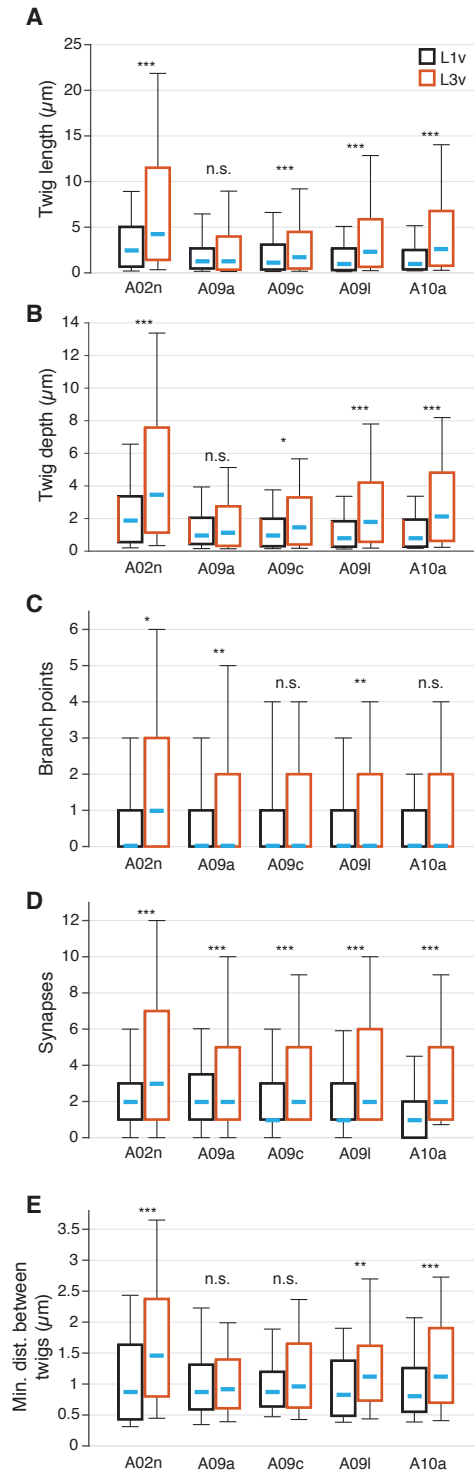 A
L1v
L3v
Twig length (µm)
25
20
15
10
5
0
***
n.s.
***
***
***
A02n
A09a
A09c
A09l
A10a
B
Twig depth (µm)
14
12
10
8
6
4
2
0
***
n.s.
*
***
***
A02n
A09a
A09c
A09l
A10a
C
Branch points
6
5
4
3
2
1
0
*
**
n.s.
**
n.s.
A02n
A09a
A09c
A09l
A10a
D
Synapses
12
10
8
6
4
2
0
***
***
***
***
***
A02n
A09a
A09c
A09l
A10a
E
Min. dist. between
twigs (µm)
3.5
3
2.5
2
1.5
1
0.5
0
***
n.s.
n.s.
**
***
A02n
A09a
A09c
A09l
A10a